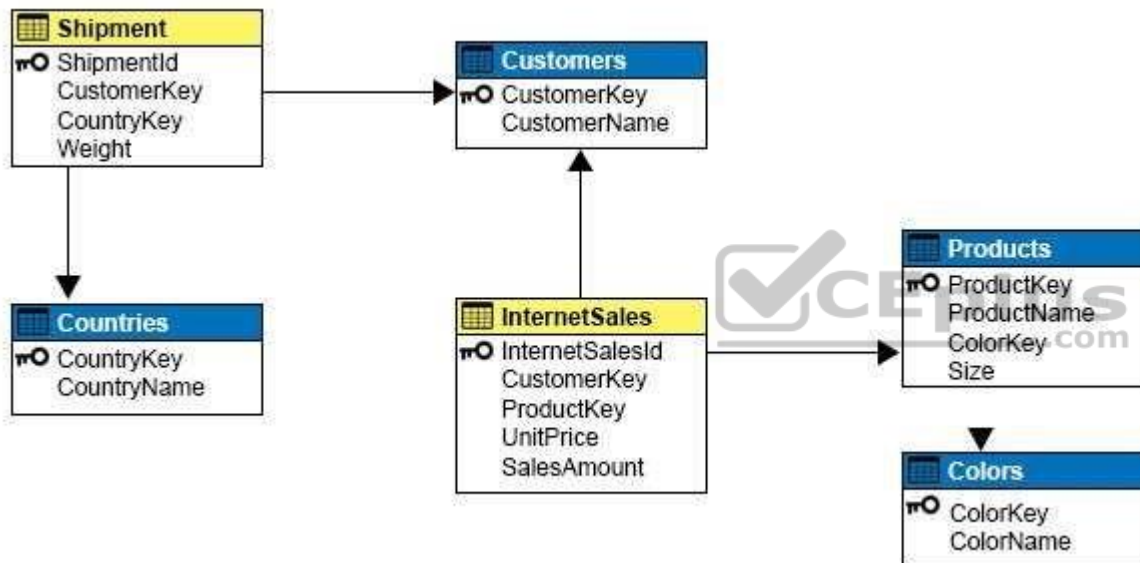 Shipment
ShipmentId
CustomerKey
CountryKey
Weight
Customers
CustomerKey
CustomerName
Countries
CountryKey
CountryName
InternetSales
InternetSalesId
CustomerKey
ProductKey
UnitPrice
SalesAmount
Products
ProductKey
ProductName
ColorKey
Size
CEplus
.com
Colors
ColorKey
ColorName